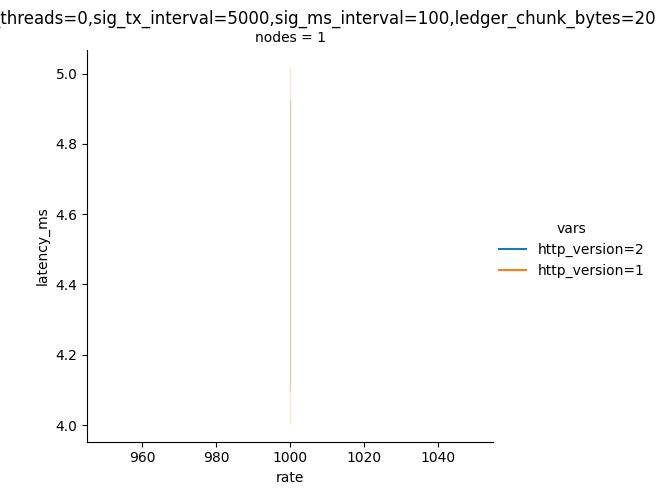 threads=0,sig_tx_interval=5000,sig_ms_interval=100,ledger_chunk_bytes=20
nodes = 1
5.0
4.8
4.6
4.4
4.2
4.0
latency_ms
960
980
1000
1020
1040
rate
vars
http_version=2
http_version=1